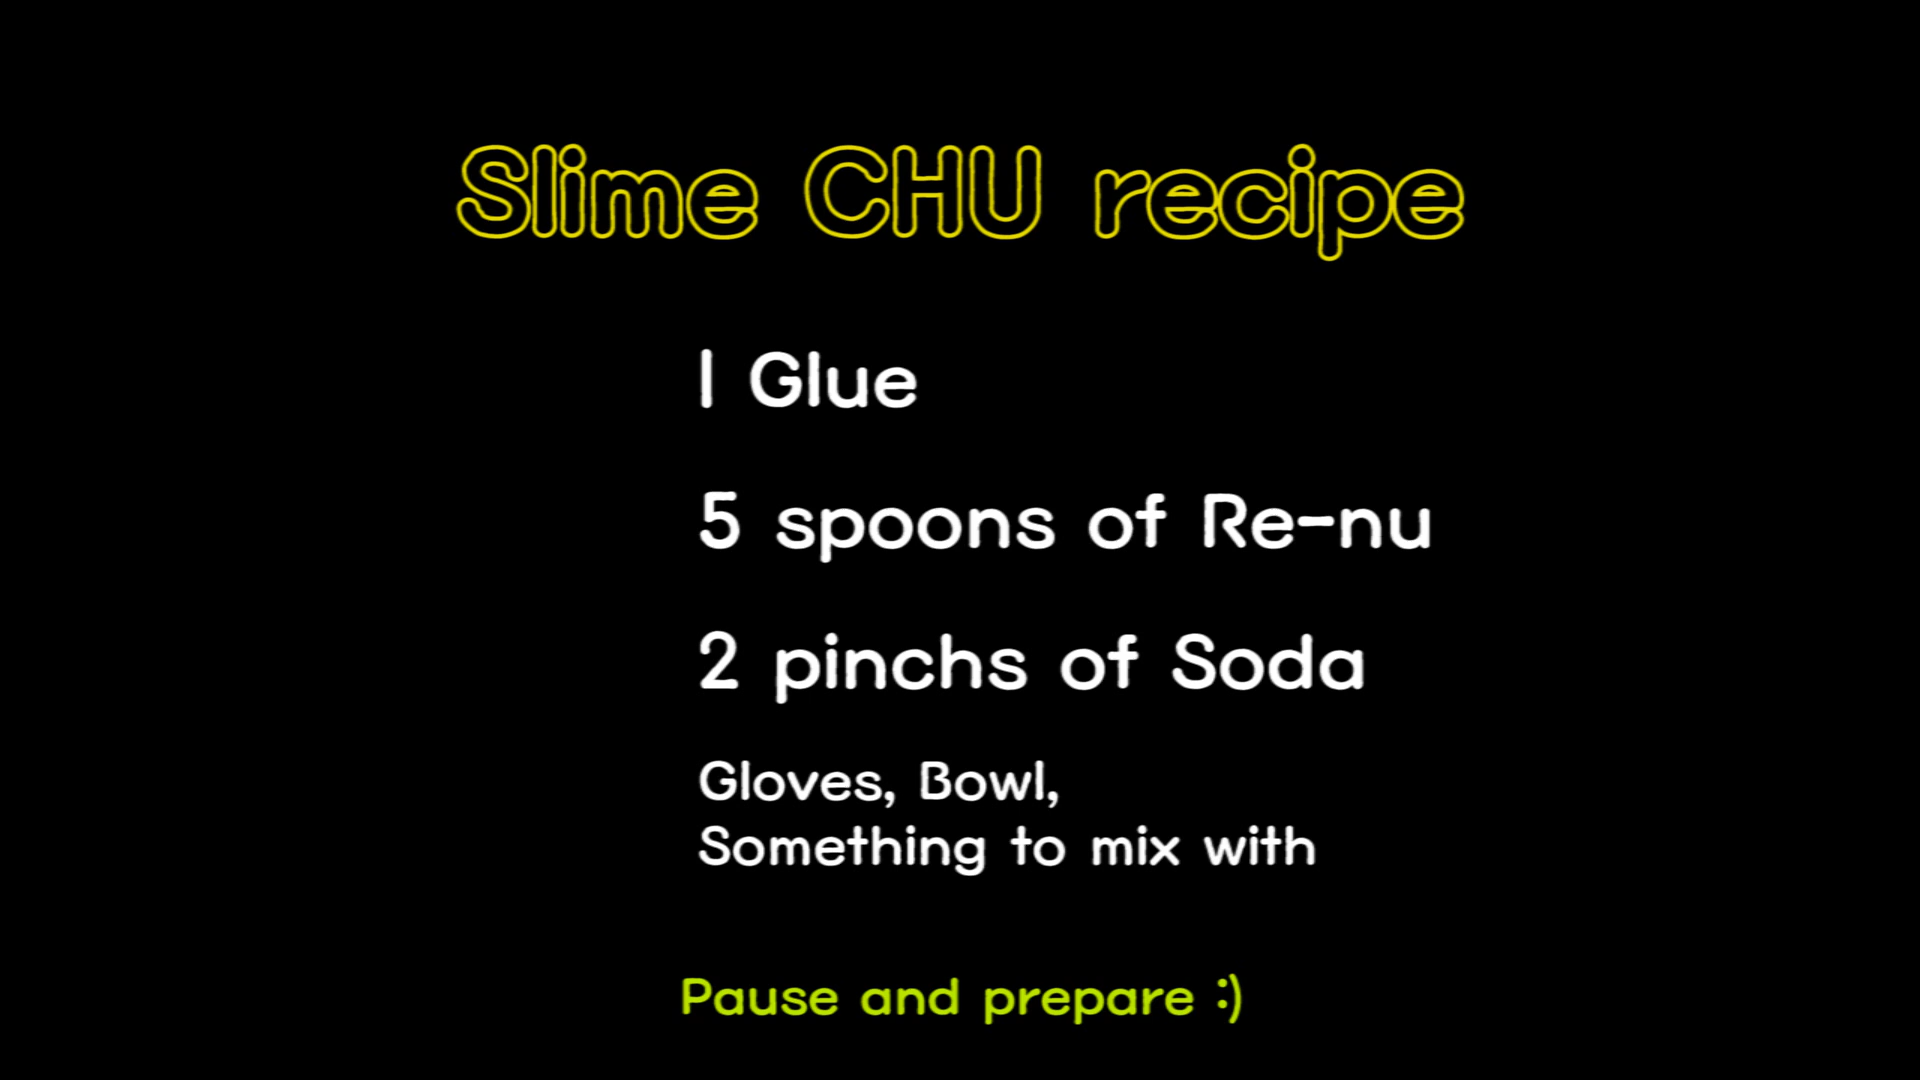 Slime CHU recipe
1 Glue
5 spoons of Re-nu
2 pinchs of Soda
Gloves, Bowl,
Something to mix with
Pause and prepare :)